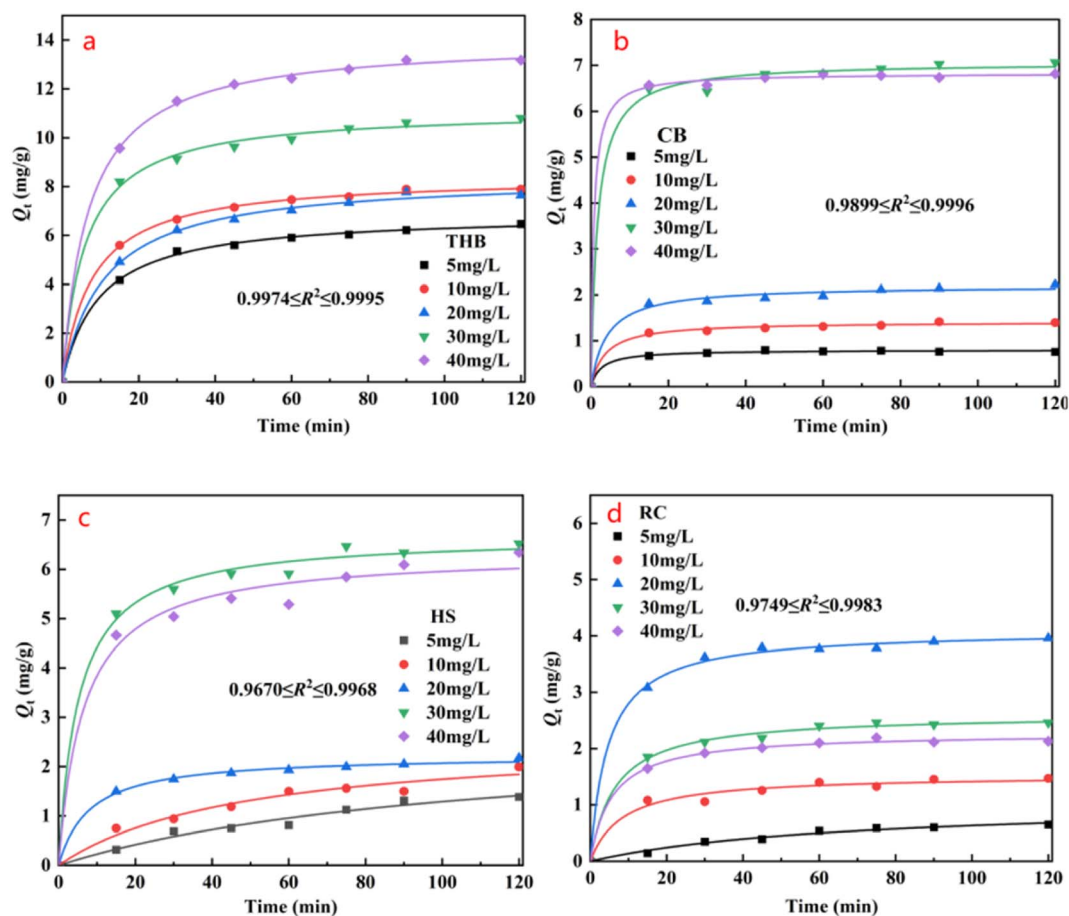 a
14
12
10
8
6
4
2
0
Qt (mg/g)
THB
5mg/L
10mg/L
20mg/L
30mg/L
40mg/L
0.9974≤R²≤0.9995
0 20 40 60 80 100 120
Time (min)
b
8
7
6
5
4
3
2
1
0
Qt (mg/g)
CB
5mg/L
10mg/L
20mg/L
30mg/L
40mg/L
0.9899≤R²≤0.9996
0 20 40 60 80 100 120
Time (min)
c
7
6
5
4
3
2
1
0
Qt (mg/g)
HS
5mg/L
10mg/L
20mg/L
30mg/L
40mg/L
0.9670≤R²≤0.9968
0 20 40 60 80 100 120
Time (min)
d
6
5
4
3
2
1
0
Qt (mg/g)
RC
5mg/L
10mg/L
20mg/L
30mg/L
40mg/L
0.9749≤R²≤0.9983
0 20 40 60 80 100 120
Time (min)